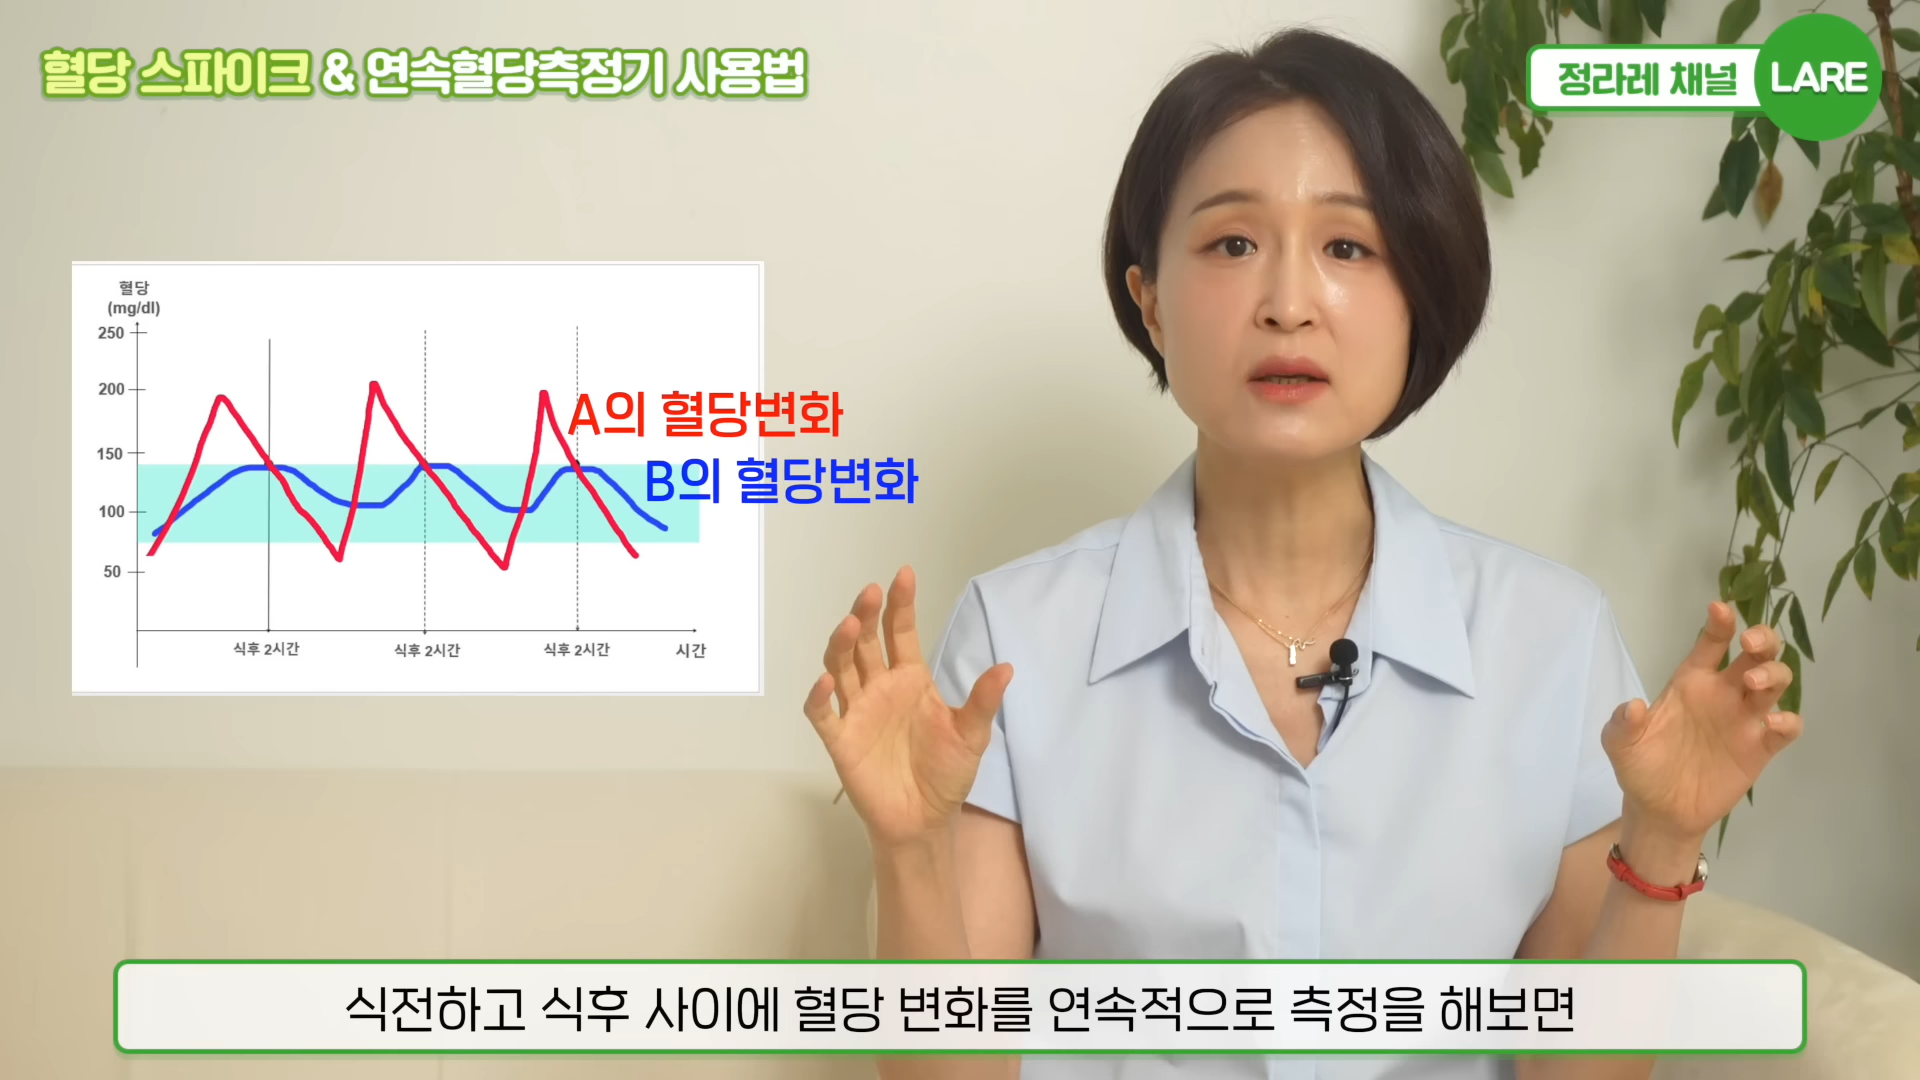 혈당 스파이크 & 연속혈당측정기 사용법
정라레 채널 LARE
혈당
(mg/dl)
250
200
150
100
50
A의 혈당변화
B의 혈당변화
식후 2시간
식후 2시간
식후 2시간
시간
식전하고 식후 사이에 혈당 변화를 연속적으로 측정을 해보면